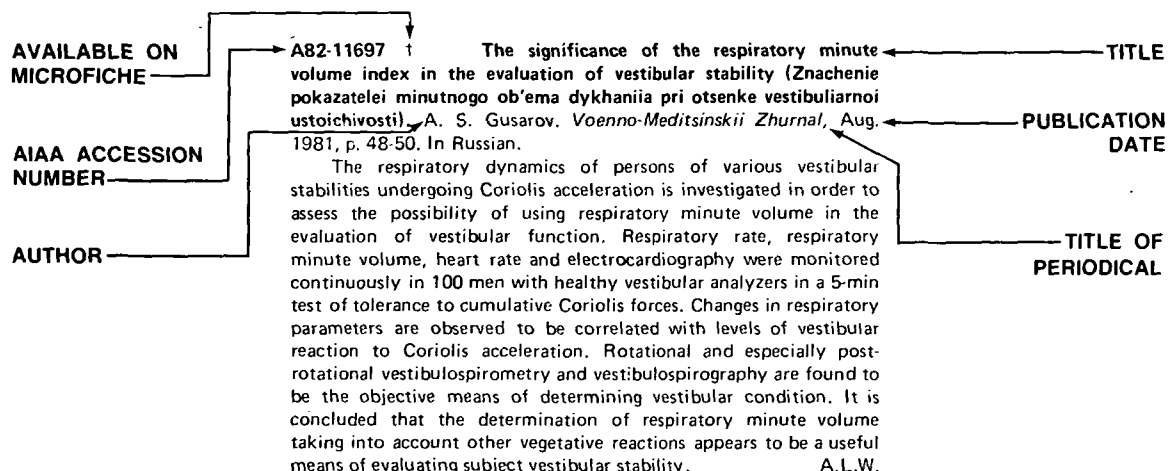 AVAILABLE ON
MICROFICHE
AIAA ACCESSION
NUMBER
AUTHOR
A82-11697 † The significance of the respiratory minute
volume index in the evaluation of vestibular stability (Znachenie
pokazatelei minutnogo ob'ema dykhaniia pri otsenke vestibuliarnoi
ustoichivosti). A. S. Gusarov. Voenno-Meditsinskii Zhurnal, Aug.
1981, p. 48-50. In Russian.
The respiratory dynamics of persons of various vestibular
stabilities undergoing Coriolis acceleration is investigated in order to
assess the possibility of using respiratory minute volume in the
evaluation of vestibular function. Respiratory rate, respiratory
minute volume, heart rate and electrocardiography were monitored
continuously in 100 men with healthy vestibular analyzers in a 5-min
test of tolerance to cumulative Coriolis forces. Changes in respiratory
parameters are observed to be correlated with levels of vestibular
reaction to Coriolis acceleration. Rotational and especially post-
rotational vestibulospirometry and vestibulospirography are found to
be the objective means of determining vestibular condition. It is
concluded that the determination of respiratory minute volume
taking into account other vegetative reactions appears to be a useful
means of evaluating subject vestibular stability. A.L.W.
TITLE
PUBLICATION
DATE
TITLE OF
PERIODICAL